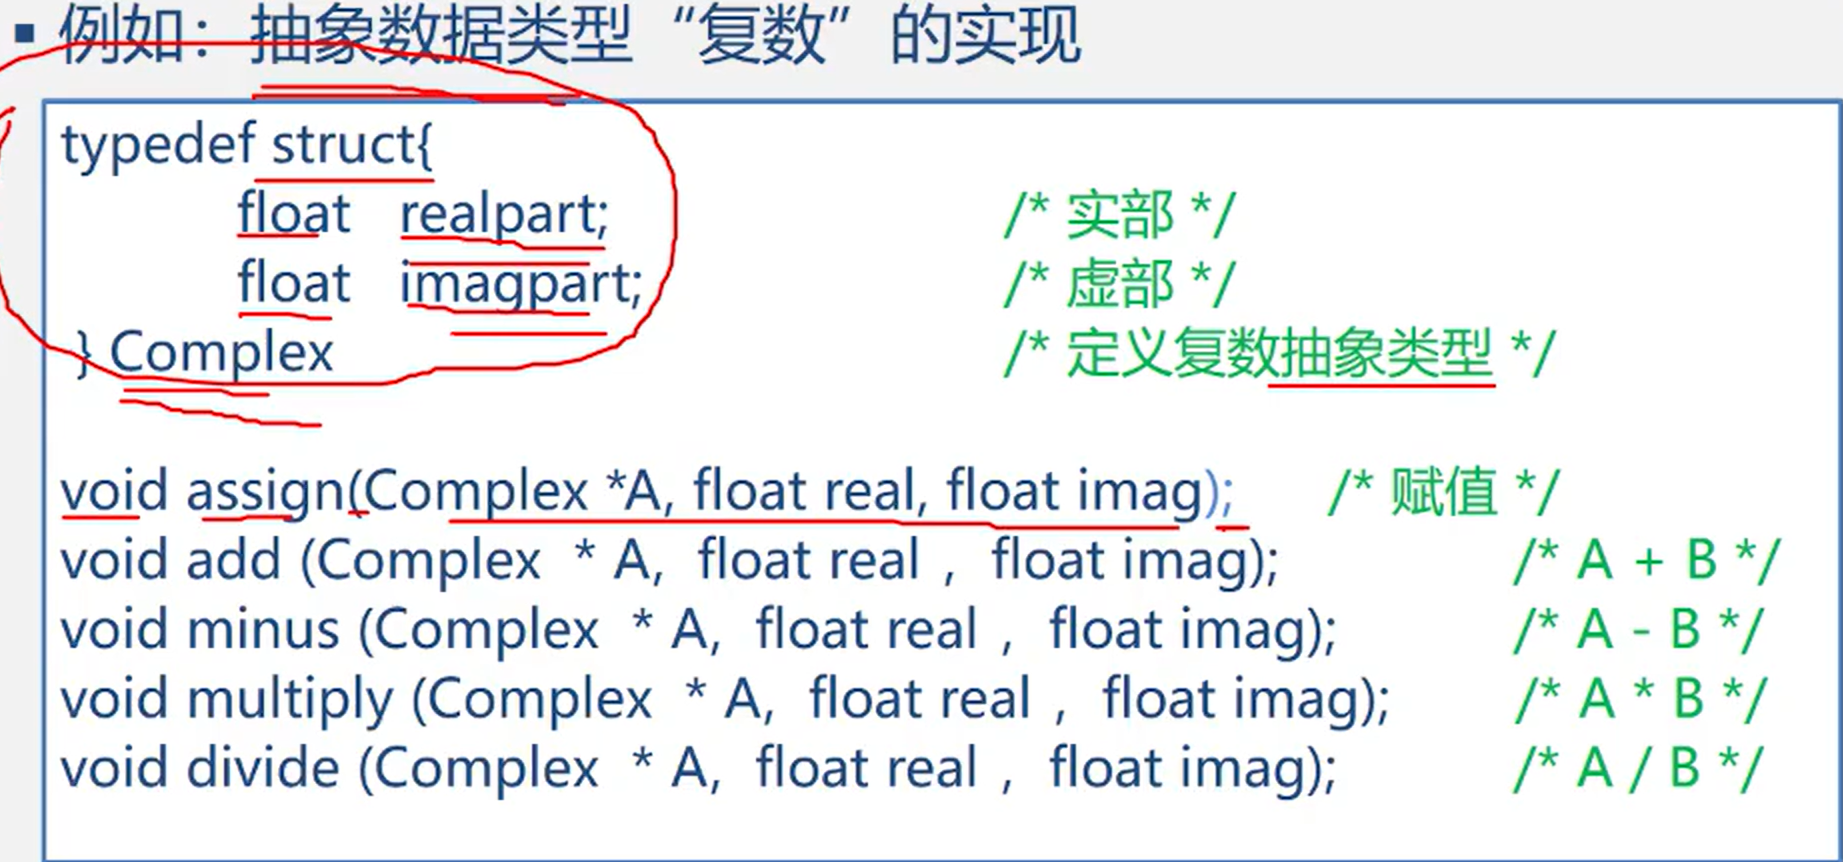 ▪ 例如：抽象数据类型“复数”的实现
typedef struct{
float realpart; /* 实部 */
float imagpart; /* 虚部 */
} Complex /* 定义复数抽象类型 */
void assign(Complex *A, float real, float imag); /* 赋值 */
void add (Complex * A, float real , float imag); /* A + B */
void minus (Complex * A, float real , float imag); /* A - B */
void multiply (Complex * A, float real , float imag); /* A * B */
void divide (Complex * A, float real , float imag); /* A / B */